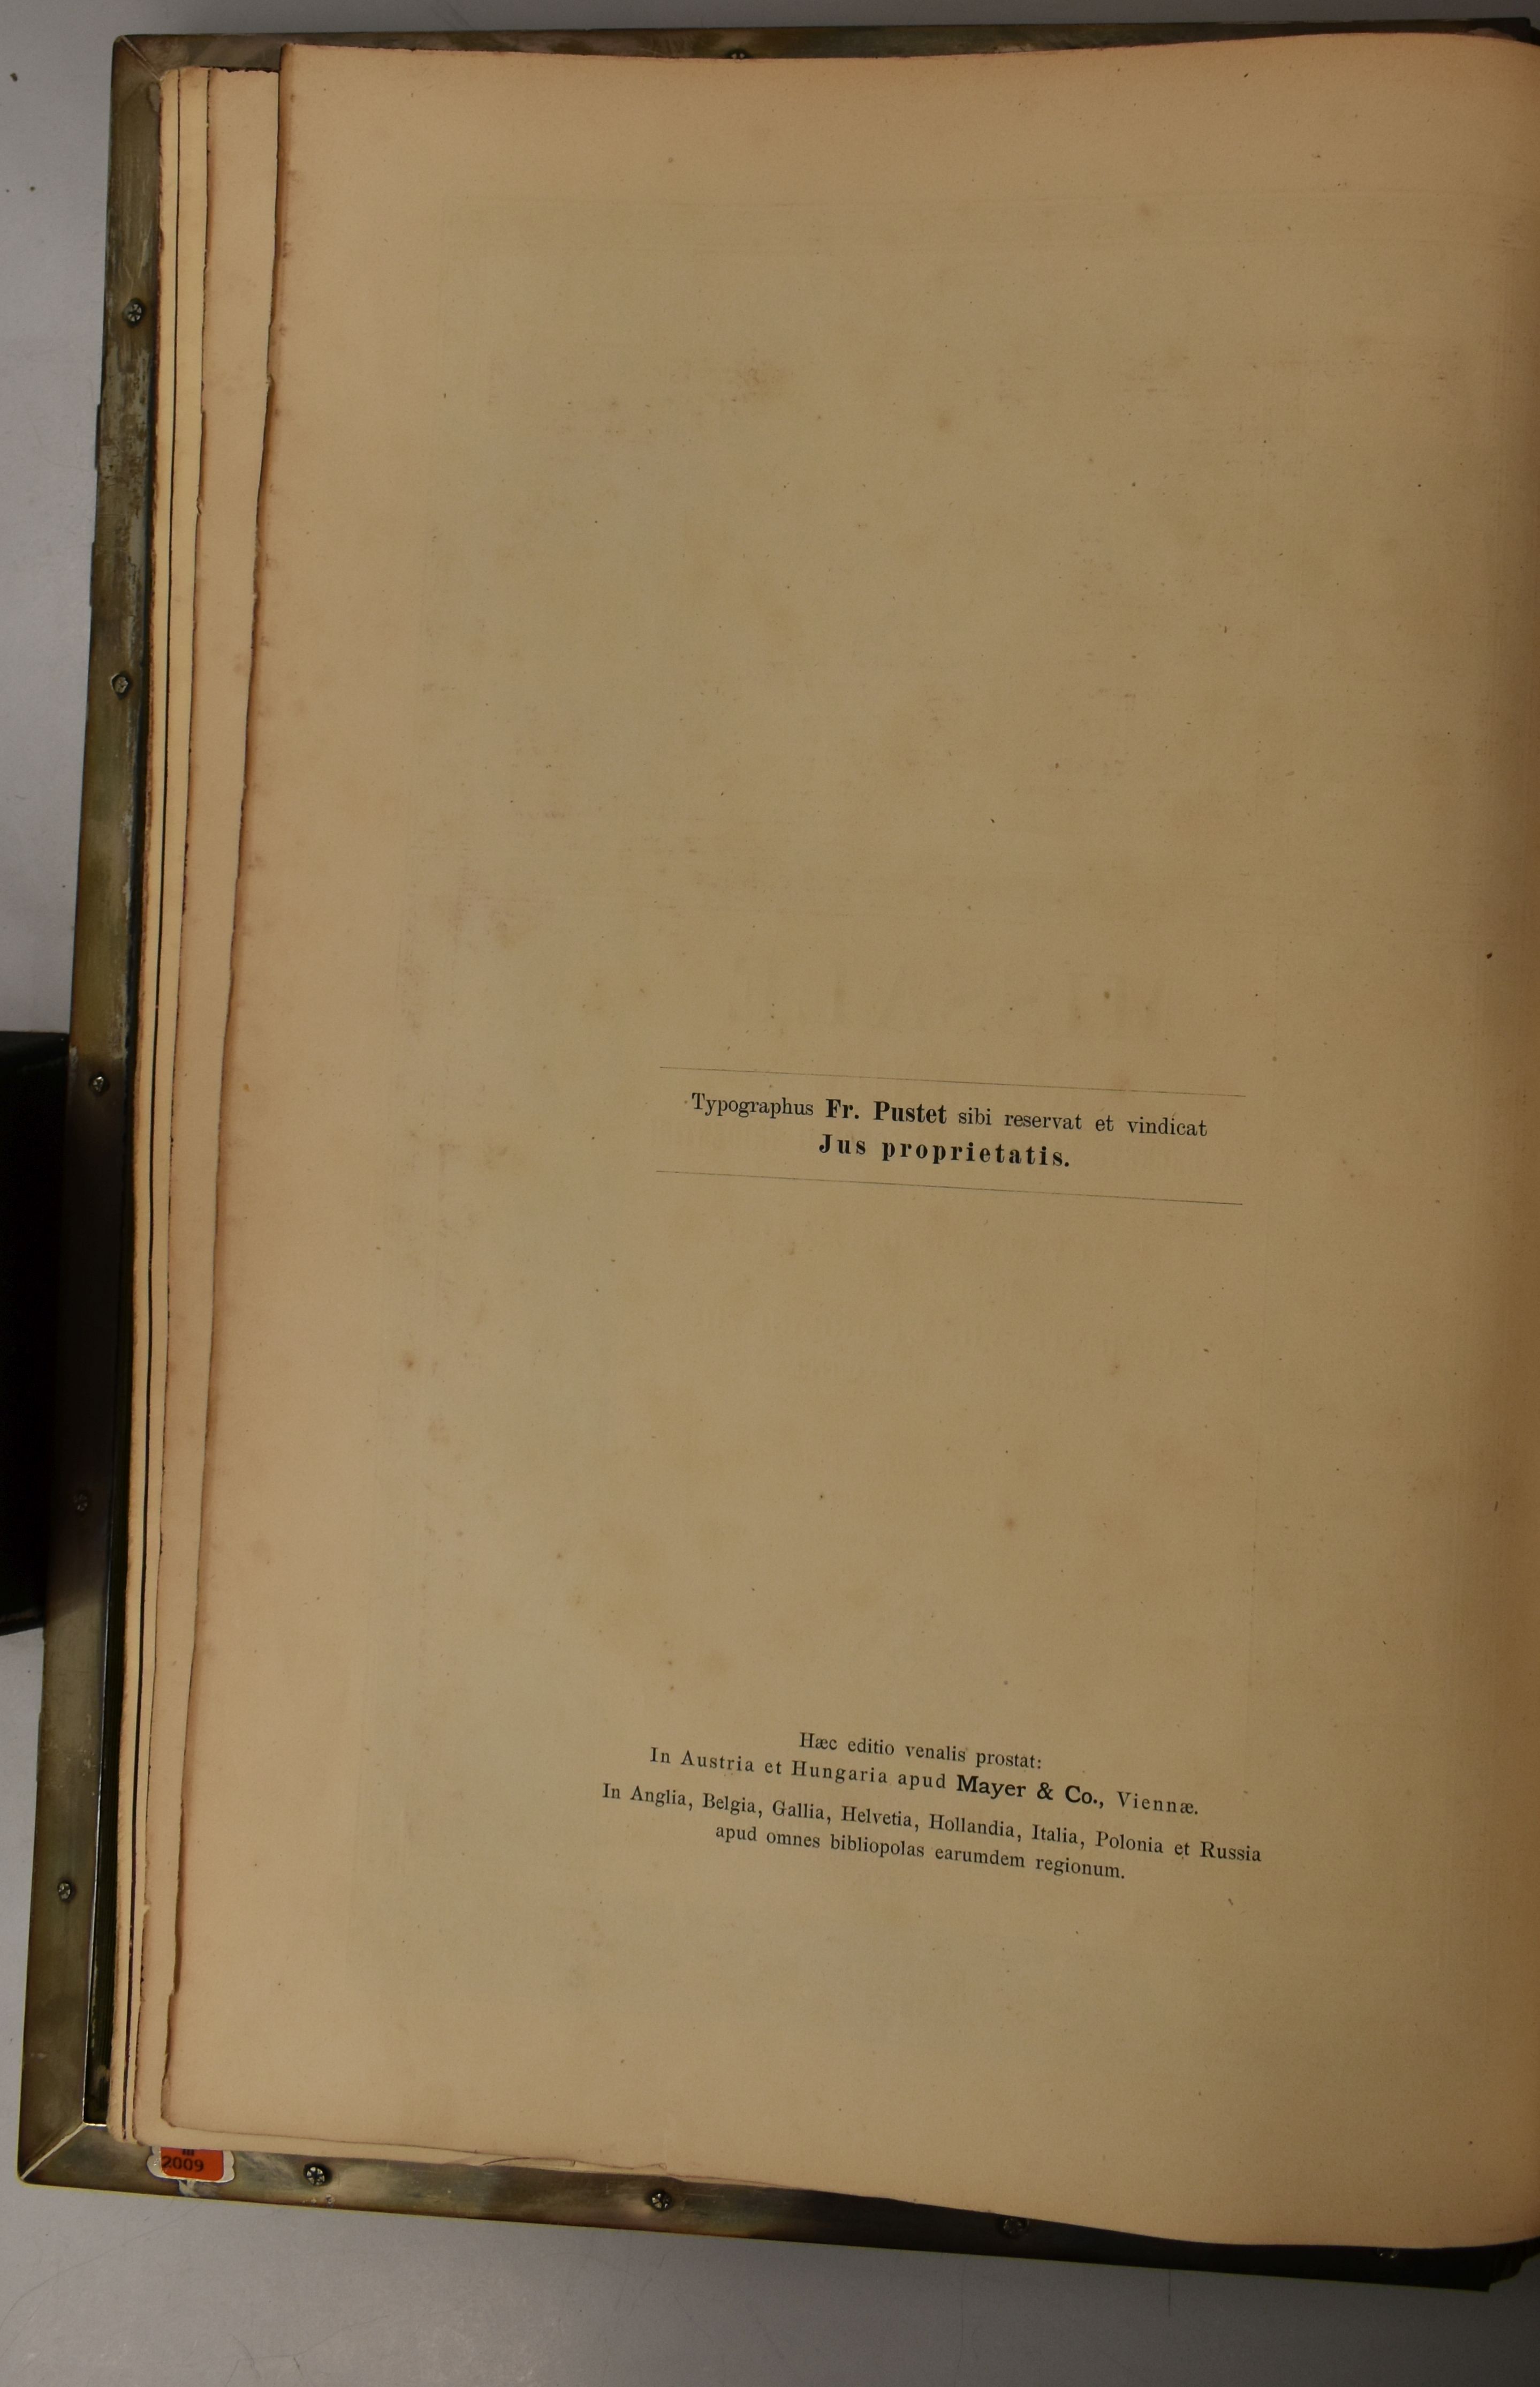 Typographus Fr. Pustet sibi reservat et vindicat
Jus proprietatis.
Hæc editio venalis prostat:
In Austria et Hungaria apud Mayer & Co., Viennæ.
In Anglia, Belgia, Gallia, Helvetia, Hollandia, Italia, Polonia et Russia
apud omnes bibliopolas earumdem regionum.
2009